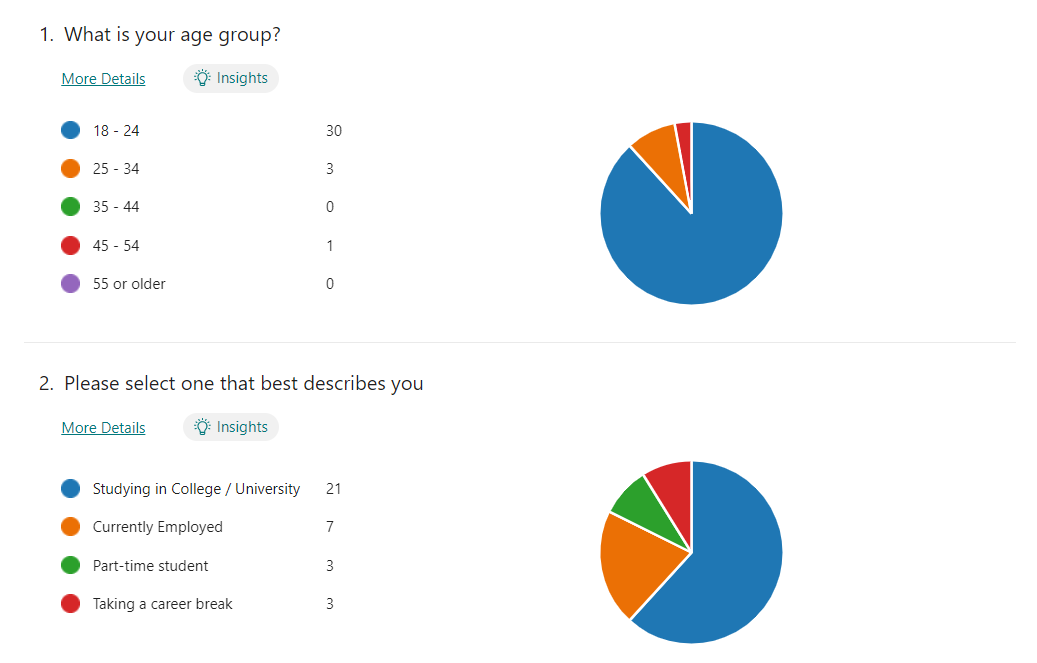 1. What is your age group?
More Details Insights
18 - 24 30
25 - 34 3
35 - 44 0
45 - 54 1
55 or older 0
2. Please select one that best describes you
More Details Insights
Studying in College / University 21
Currently Employed 7
Part-time student 3
Taking a career break 3